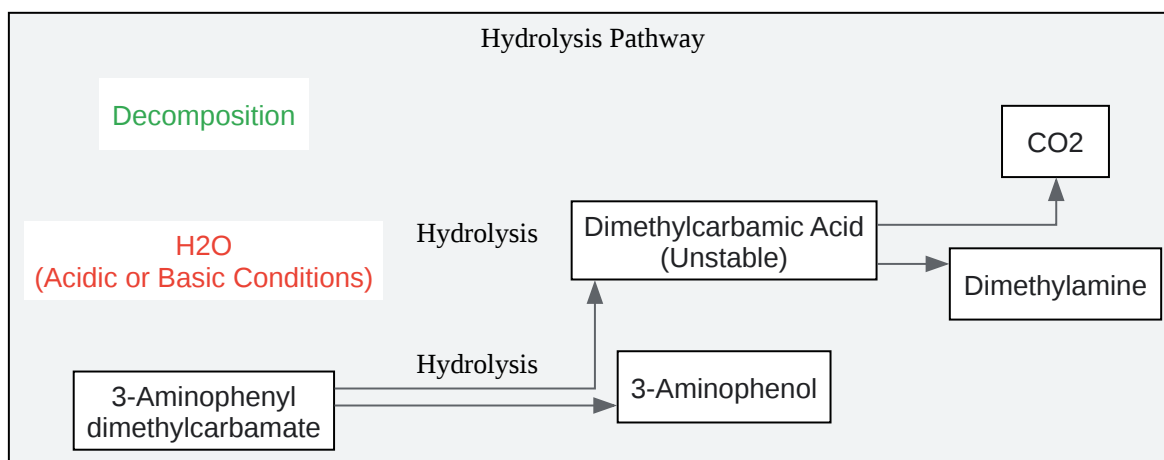 Hydrolysis Pathway
Decomposition
CO2
H2O
(Acidic or Basic Conditions)
Hydrolysis
Dimethylcarbamic Acid
(Unstable)
Dimethylamine
Hydrolysis
3-Aminophenyl
dimethylcarbamate
3-Aminophenol